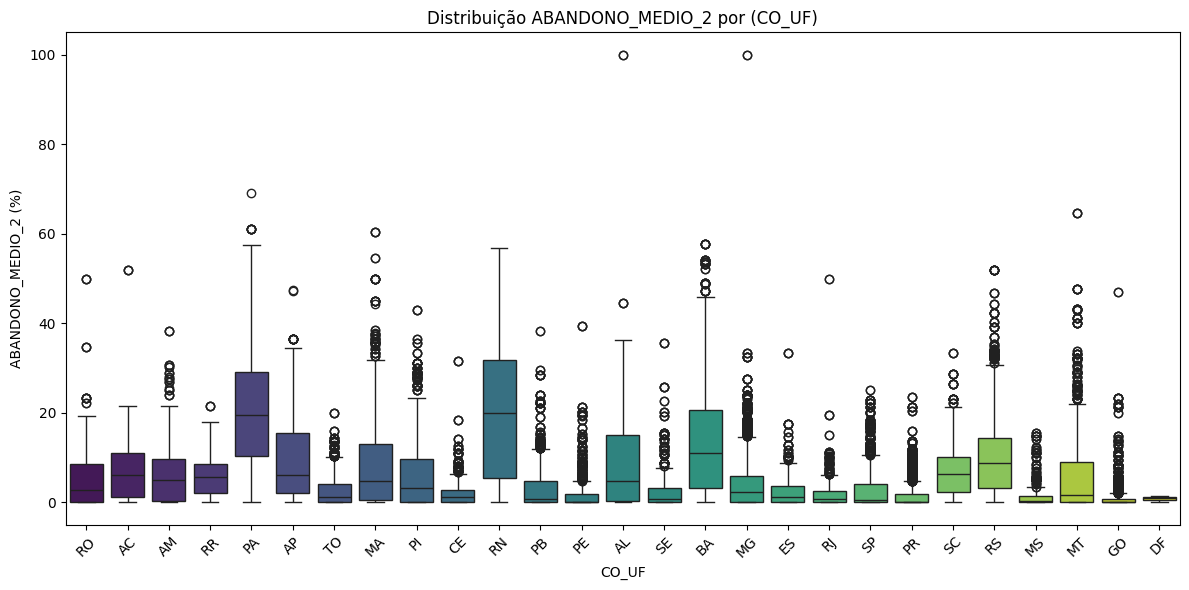 Distribuição ABANDONO_MEDIO_2 por (CO_UF)
ABANDONO_MEDIO_2 (%)
100
80
60
40
20
0
RO AC AM RR PA AP TO MA PI CE RN PB PE AL SE BA MG ES RJ SP PR SC RS MS MT GO DF
CO_UF